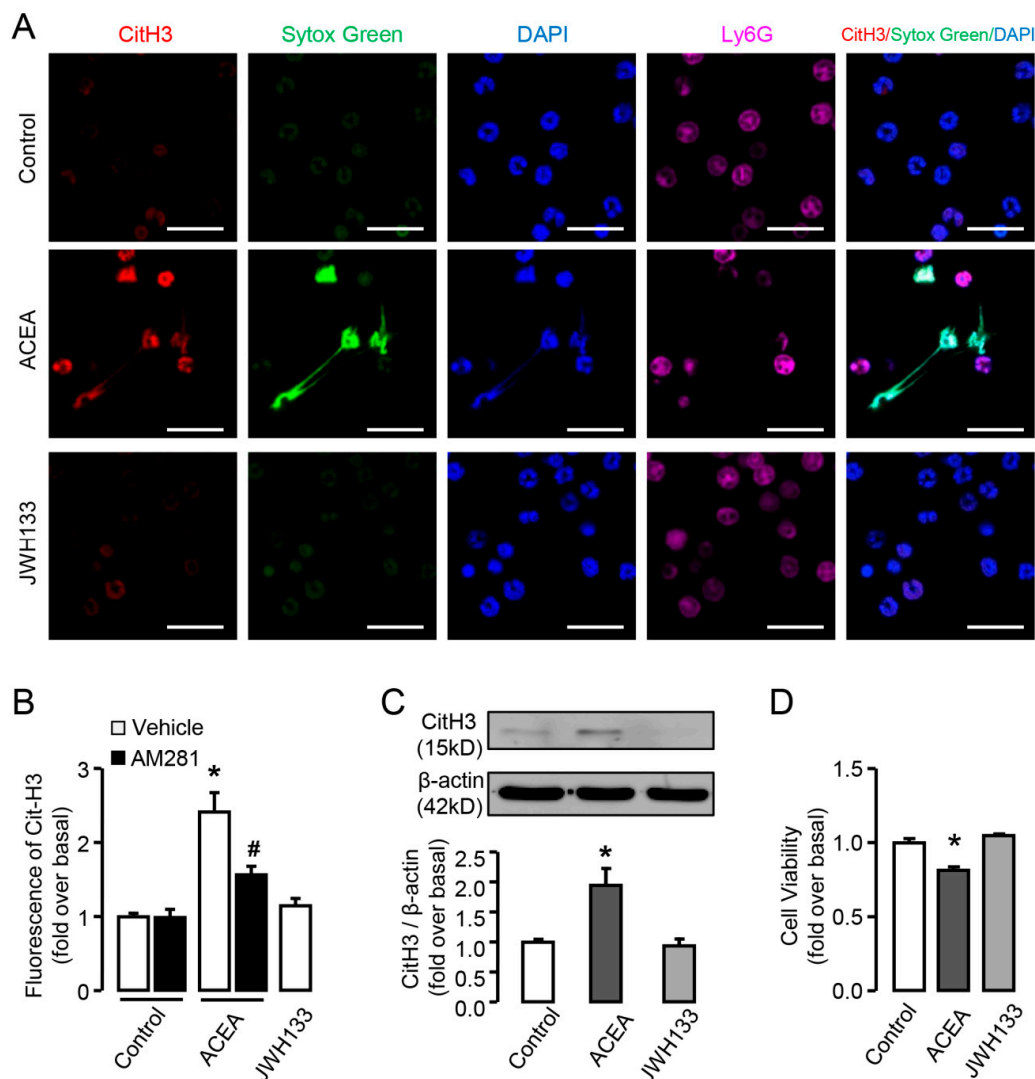 A
CitH3
Sytox Green
DAPI
Ly6G
CitH3/Sytox Green/DAPI
Control
ACEA
JWH133
B
Vehicle
AM281
Fluorescence of Cit-H3
(fold over basal)
3
2
1
0
*
#
Control
ACEA
JWH133
C
CitH3
(15kD)
β-actin
(42kD)
CitH3 / β-actin
(fold over basal)
2.5
2.0
1.5
1.0
0.5
0.0
*
Control
ACEA
JWH133
D
Cell Viability
(fold over basal)
1.5
1.0
0.5
0.0
*
Control
ACEA
JWH133